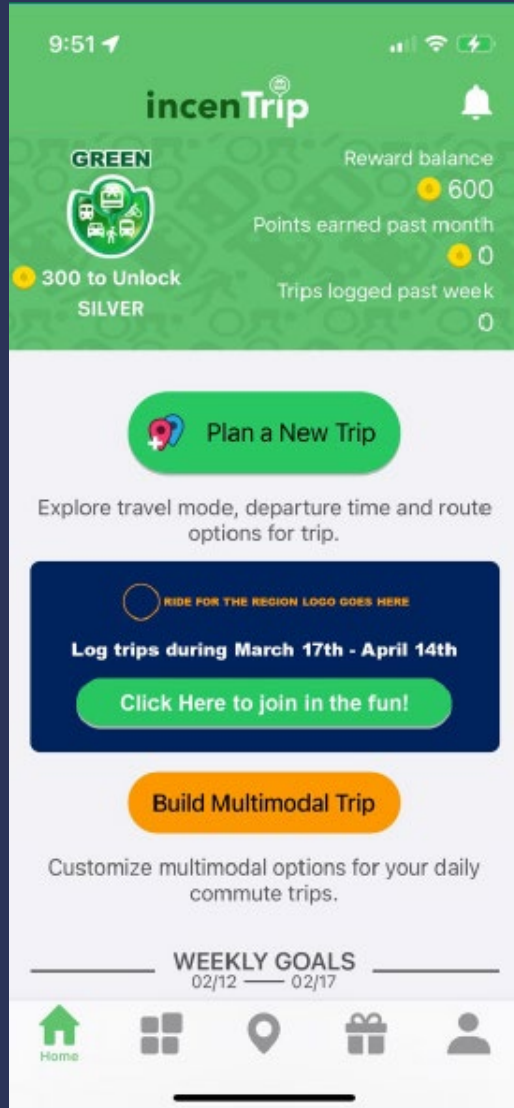 9:51
incenTrip
GREEN
300 to Unlock
SILVER
Reward balance
600
Points earned past month
0
Trips logged past week
0
Plan a New Trip
Explore travel mode, departure time and route
options for trip.
RIDE FOR THE REGION LOGO GOES HERE
Log trips during March 17th - April 14th
Click Here to join in the fun!
Build Multimodal Trip
Customize multimodal options for your daily
commute trips.
WEEKLY GOALS
02/12 —— 02/17
Home